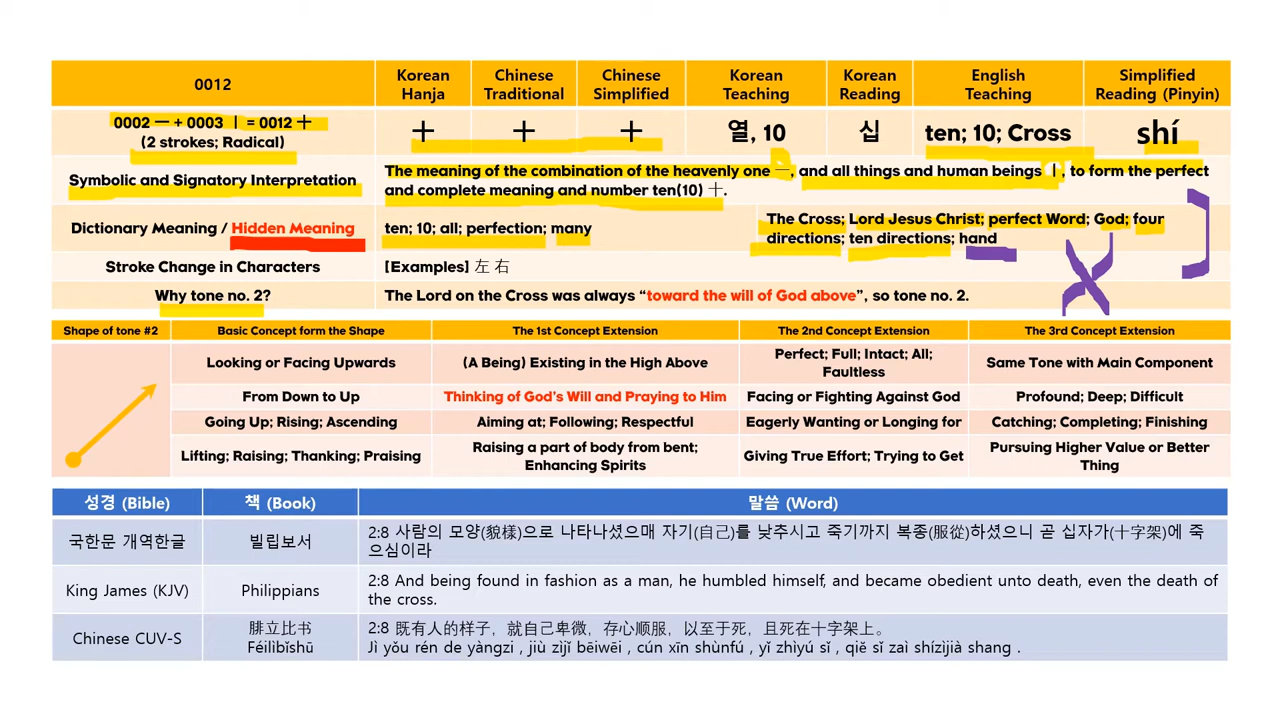 0012 Korean Hanja Chinese Traditional Chinese Simplified Korean Teaching Korean Reading English Teaching Simplified Reading (Pinyin)
0002 一 + 0003 丨 = 0012 十
(2 strokes; Radical)
十 十 十 열, 10 십 ten; 10; Cross shí
Symbolic and Signatory Interpretation
The meaning of the combination of the heavenly one 一, and all things and human beings 丨, to form the perfect
and complete meaning and number ten(10) 十.
Dictionary Meaning / Hidden Meaning
ten; 10; all; perfection; many
The Cross; Lord Jesus Christ; perfect Word; God; four
directions; ten directions; hand
Stroke Change in Characters [Examples] 左 右
Why tone no. 2? The Lord on the Cross was always “toward the will of God above”, so tone no. 2.
Shape of tone #2 Basic Concept form the Shape The 1st Concept Extension The 2nd Concept Extension The 3rd Concept Extension
Looking or Facing Upwards (A Being) Existing in the High Above Perfect; Full; Intact; All; Faultless Same Tone with Main Component
From Down to Up Thinking of God's Will and Praying to Him Facing or Fighting Against God Profound; Deep; Difficult
Going Up; Rising; Ascending Aiming at; Following; Respectful Eagerly Wanting or Longing for Catching; Completing; Finishing
Lifting; Raising; Thanking; Praising Raising a part of body from bent; Enhancing Spirits Giving True Effort; Trying to Get Pursuing Higher Value or Better Thing
성경 (Bible) 책 (Book) 말씀 (Word)
국한문 개역한글 빌립보서
2:8 사람의 모양(貌樣)으로 나타나셨으매 자기(自己)를 낮추시고 죽기까지 복종(服從)하셨으니 곧 십자가(十字架)에 죽
으심이라
King James (KJV) Philippians
2:8 And being found in fashion as a man, he humbled himself, and became obedient unto death, even the death of
the cross.
Chinese CUV-S
腓立比书
Féilìbǐshū
2:8 既有人的样子，就自己卑微，存心顺服，以至于死，且死在十字架上。
Jì yǒu rén de yàngzi , jiù zìjǐ bēiwēi , cún xīn shùnfú , yǐ zhìyú sǐ , qiě sǐ zaì shízìjià shang .